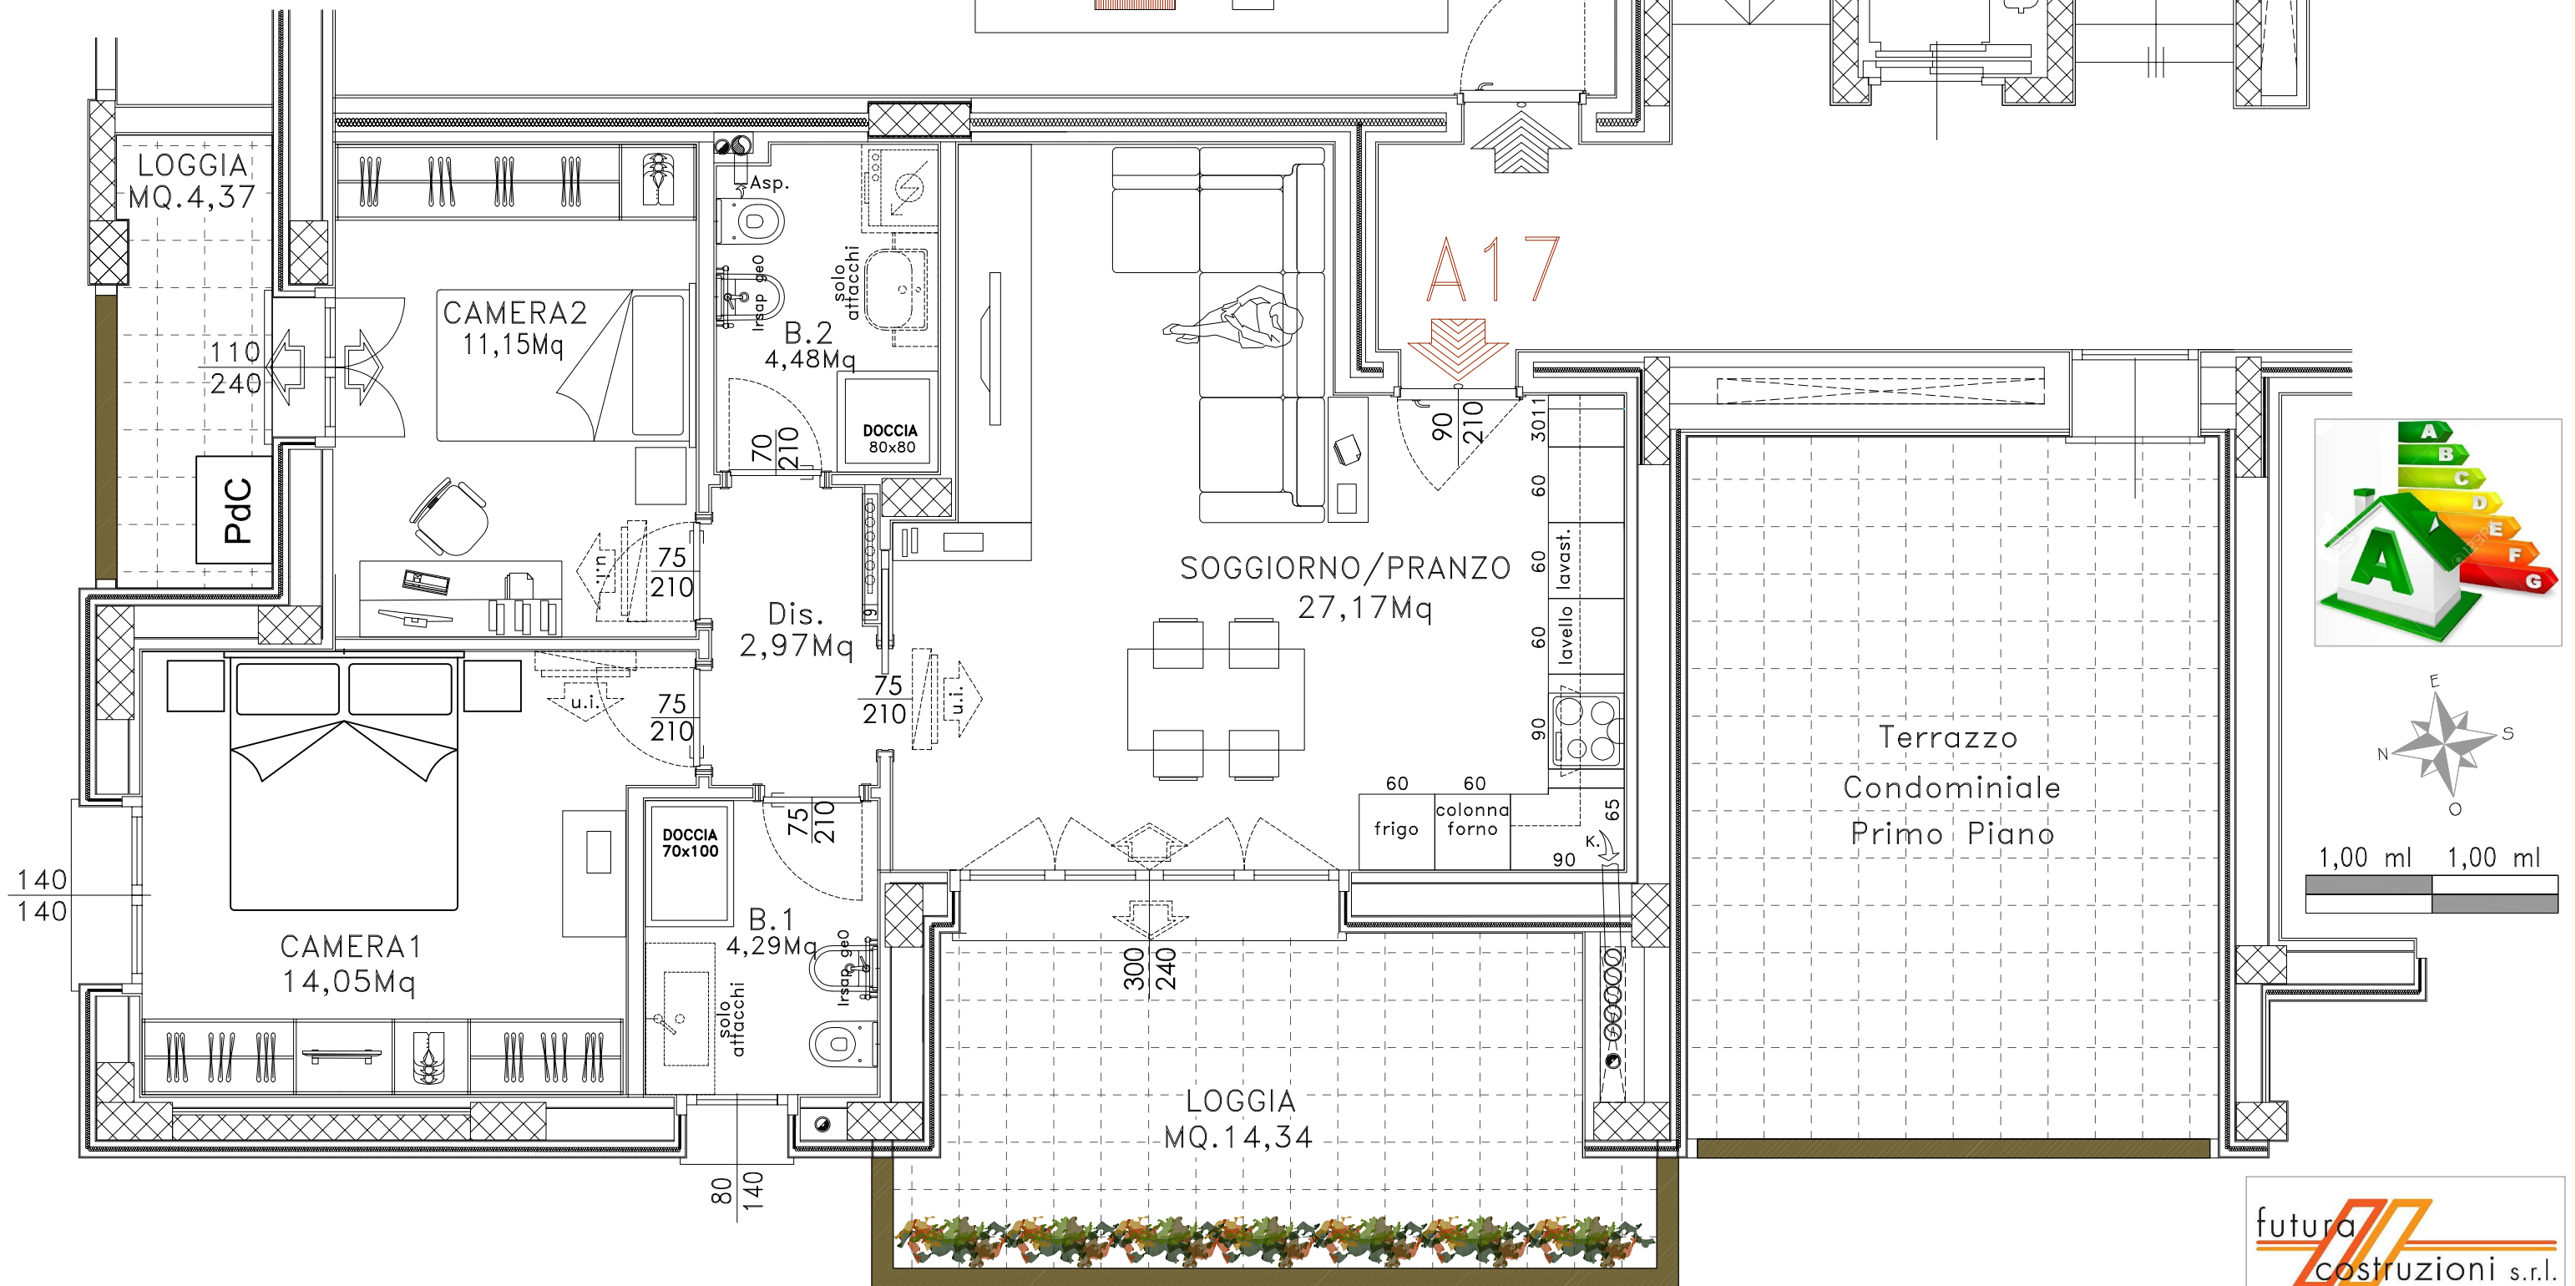 LOGGIA
MQ.4,37
Asp.
Irsap geo
solo
attacchi
CAMERA2
11,15Mq
B.2
4,48Mq
110
240
DOCCIA
80x80
70
210
PdC
u.i.
75
210
Dis.
2,97Mq
9
A17
90
210
3011
60
60
lavast.
60
lavello
90
SOGGIORNO/PRANZO
27,17Mq
75
210
u.i.
u.i.
75
210
60
60
frigo
colonna
forno
65
K.
90
DOCCIA
70x100
75
210
140
140
CAMERA1
14,05Mq
B.1
4,29Mq
Irsap geo
solo
attacchi
300
240
LOGGIA
MQ.14,34
80
140
Terrazzo
Condominiale
Primo Piano
A
B
C
D
E
F
G
A
E
S
N
O
1,00 ml
1,00 ml
futura
costruzioni s.r.l.